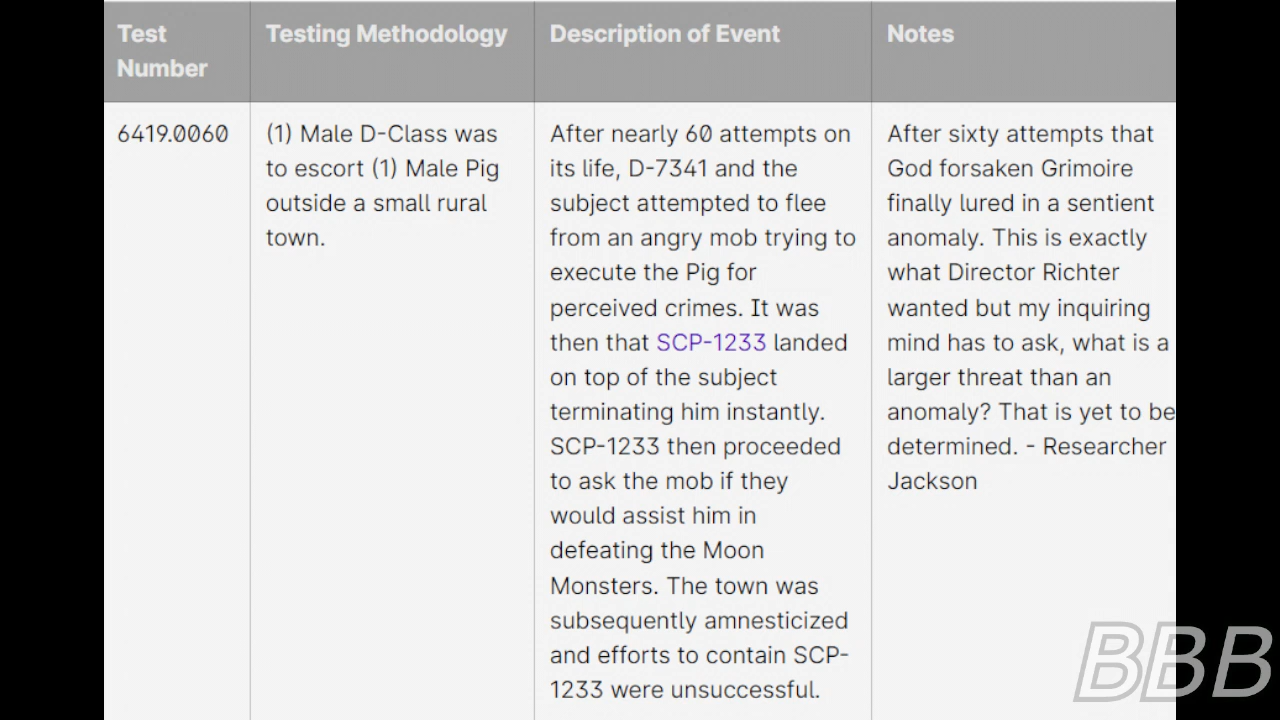 Test
Number
Testing Methodology
Description of Event
Notes
6419.0060
(1) Male D-Class was
to escort (1) Male Pig
outside a small rural
town.
After nearly 60 attempts on
its life, D-7341 and the
subject attempted to flee
from an angry mob trying to
execute the Pig for
perceived crimes. It was
then that SCP-1233 landed
on top of the subject
terminating him instantly.
SCP-1233 then proceeded
to ask the mob if they
would assist him in
defeating the Moon
Monsters. The town was
subsequently amnesticized
and efforts to contain SCP-
1233 were unsuccessful.
After sixty attempts that
God forsaken Grimoire
finally lured in a sentient
anomaly. This is exactly
what Director Richter
wanted but my inquiring
mind has to ask, what is a
larger threat than an
anomaly? That is yet to be
determined. - Researcher
Jackson
BBB